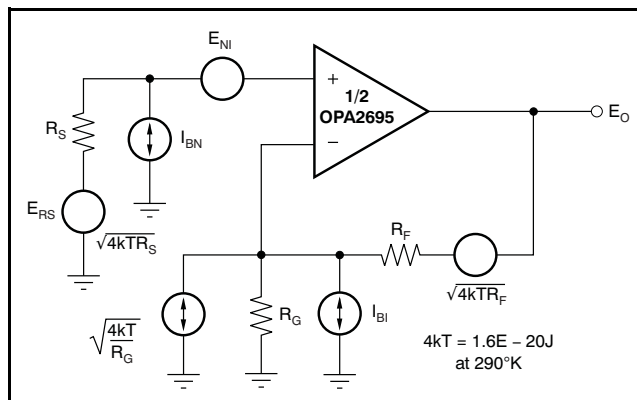 E_NI
+
1/2
OPA2695
−
E_O
R_S
I_BN
E_RS
√4kTR_S
R_F
√4kTR_F
√4kT/R_G
R_G
I_BI
4kT = 1.6E – 20J
at 290°K